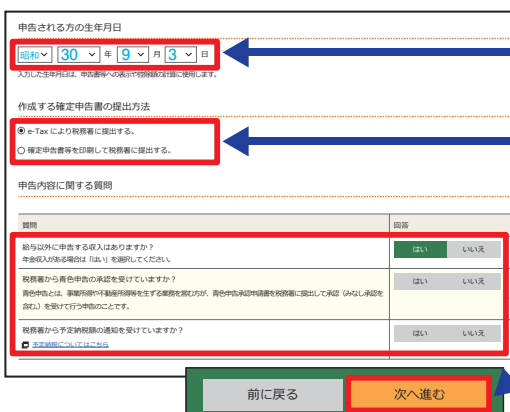 申告される方の生年月日
昭和 30 年 9 月 3 日
入力した生年月日は、申告書等への表示や控除額の計算に使用します。
作成する確定申告書の提出方法
e-Tax により税務署に提出する。
確定申告書等を印刷して税務署に提出する。
申告内容に関する質問
質問 回答
給与以外に申告する収入はありますか？ はい いいえ
年金収入がある場合は「はい」を選択してください。
税務署から青色申告の承認を受けていますか？ はい いいえ
青色申告とは、事業所得や不動産所得等を生ずる業務を営む方が、青色申告承認申請書を税務署に提出して承認（みなし承認を
含む。）を受けて行う申告のことです。
税務署から予定納税額の通知を受けていますか？ はい いいえ
予定納税についてはこちら
前に戻る 次へ進む